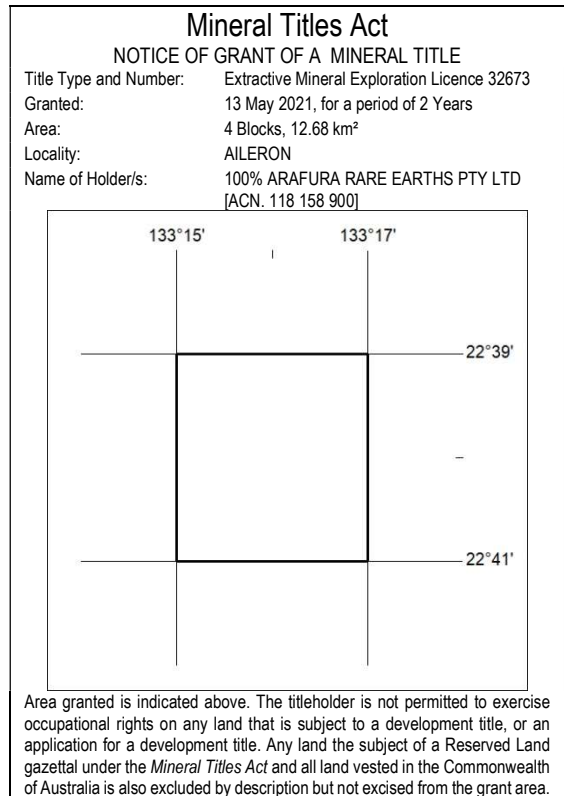 Mineral Titles Act
NOTICE OF GRANT OF A MINERAL TITLE
Title Type and Number: Extractive Mineral Exploration Licence 32673
Granted: 13 May 2021, for a period of 2 Years
Area: 4 Blocks, 12.68 km²
Locality: AILERON
Name of Holder/s: 100% ARAFURA RARE EARTHS PTY LTD
[ACN. 118 158 900]
133°15' 133°17'
22°39'
22°41'
Area granted is indicated above. The titleholder is not permitted to exercise
occupational rights on any land that is subject to a development title, or an
application for a development title. Any land the subject of a Reserved Land
gazettal under the Mineral Titles Act and all land vested in the Commonwealth
of Australia is also excluded by description but not excised from the grant area.